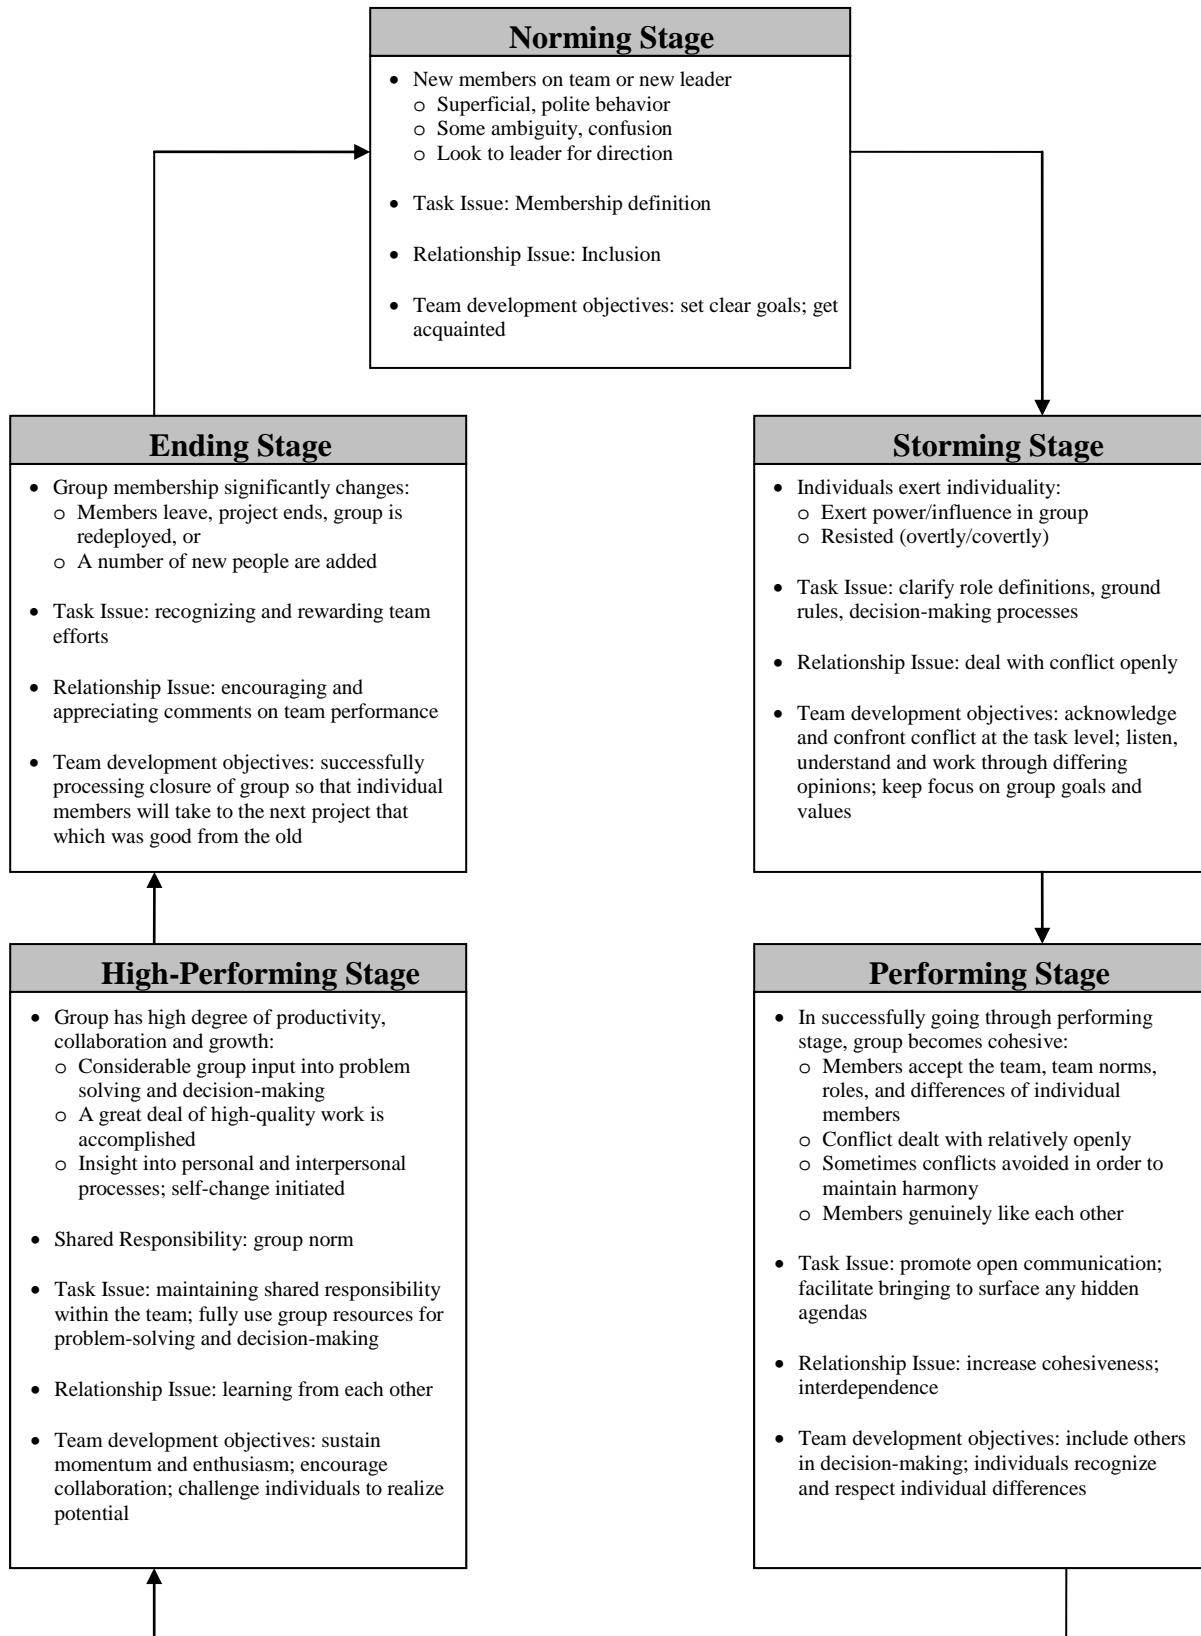 Norming Stage
• New members on team or new leader
o Superficial, polite behavior
o Some ambiguity, confusion
o Look to leader for direction
• Task Issue: Membership definition
• Relationship Issue: Inclusion
• Team development objectives: set clear goals; get
acquainted
Storming Stage
• Individuals exert individuality:
o Exert power/influence in group
o Resisted (overtly/covertly)
• Task Issue: clarify role definitions, ground
rules, decision-making processes
• Relationship Issue: deal with conflict openly
• Team development objectives: acknowledge
and confront conflict at the task level; listen,
understand and work through differing
opinions; keep focus on group goals and
values
Performing Stage
• In successfully going through performing
stage, group becomes cohesive:
o Members accept the team, team norms,
roles, and differences of individual
members
o Conflict dealt with relatively openly
o Sometimes conflicts avoided in order to
maintain harmony
o Members genuinely like each other
• Task Issue: promote open communication;
facilitate bringing to surface any hidden
agendas
• Relationship Issue: increase cohesiveness;
interdependence
• Team development objectives: include others
in decision-making; individuals recognize
and respect individual differences
High-Performing Stage
• Group has high degree of productivity,
collaboration and growth:
o Considerable group input into problem
solving and decision-making
o A great deal of high-quality work is
accomplished
o Insight into personal and interpersonal
processes; self-change initiated
• Shared Responsibility: group norm
• Task Issue: maintaining shared responsibility
within the team; fully use group resources for
problem-solving and decision-making
• Relationship Issue: learning from each other
• Team development objectives: sustain
momentum and enthusiasm; encourage
collaboration; challenge individuals to realize
potential
Ending Stage
• Group membership significantly changes:
o Members leave, project ends, group is
redeployed, or
o A number of new people are added
• Task Issue: recognizing and rewarding team
efforts
• Relationship Issue: encouraging and
appreciating comments on team performance
• Team development objectives: successfully
processing closure of group so that individual
members will take to the next project that
which was good from the old